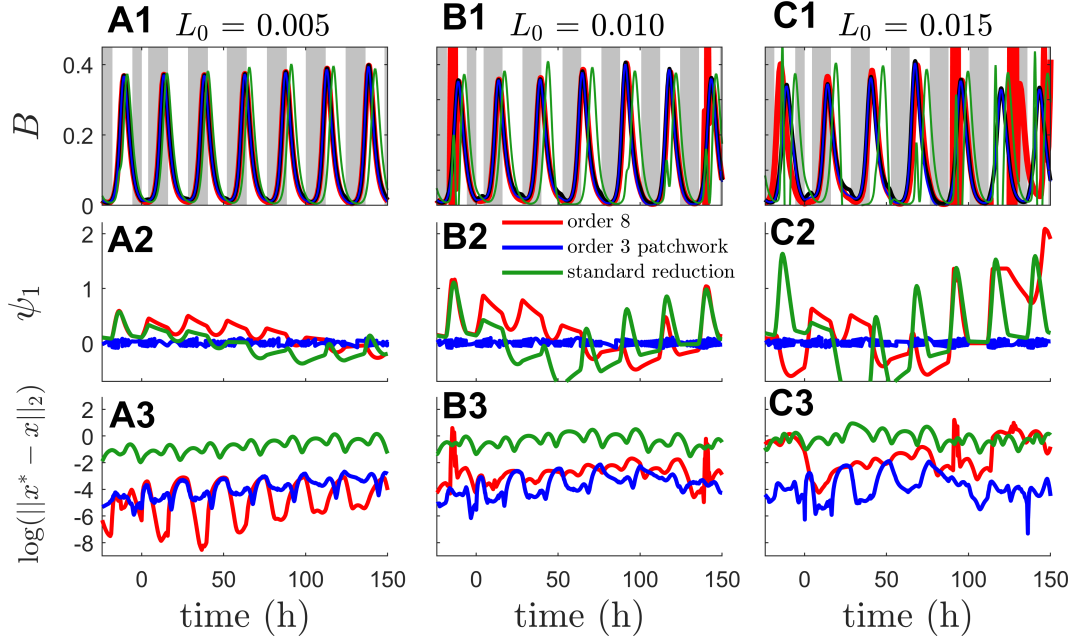 A1 L₀ = 0.005
B1 L₀ = 0.010
C1 L₀ = 0.015
B
0.4
0.2
0
A2
B2
C2
order 8
order 3 patchwork
standard reduction
ψ₁
2
1
0
A3
B3
C3
log(||x* − x||₂)
2
0
-2
-4
-6
-8
0 50 100 150
0 50 100 150
0 50 100 150
time (h)
time (h)
time (h)